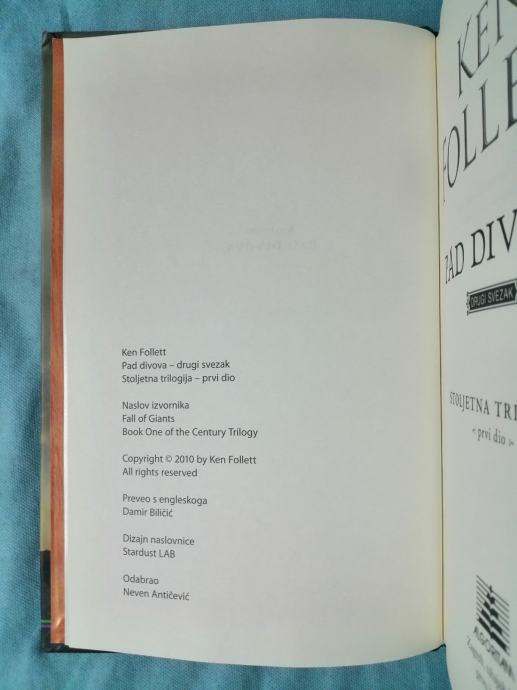 Ken Follett
Pad divova – drugi svezak
Stoljetna trilogija – prvi dio
Naslov izvornika
Fall of Giants
Book One of the Century Trilogy
Copyright © 2010 by Ken Follett
All rights reserved
Preveo s engleskoga
Damir Biličić
Dizajn naslovnice
Stardust LAB
Odabrao
Neven Antičević
KEN
FOLLE
PAD DIV
DRUGI SVEZAK
STOLJETNA TRI
< prvi dio >
ALGORITAM